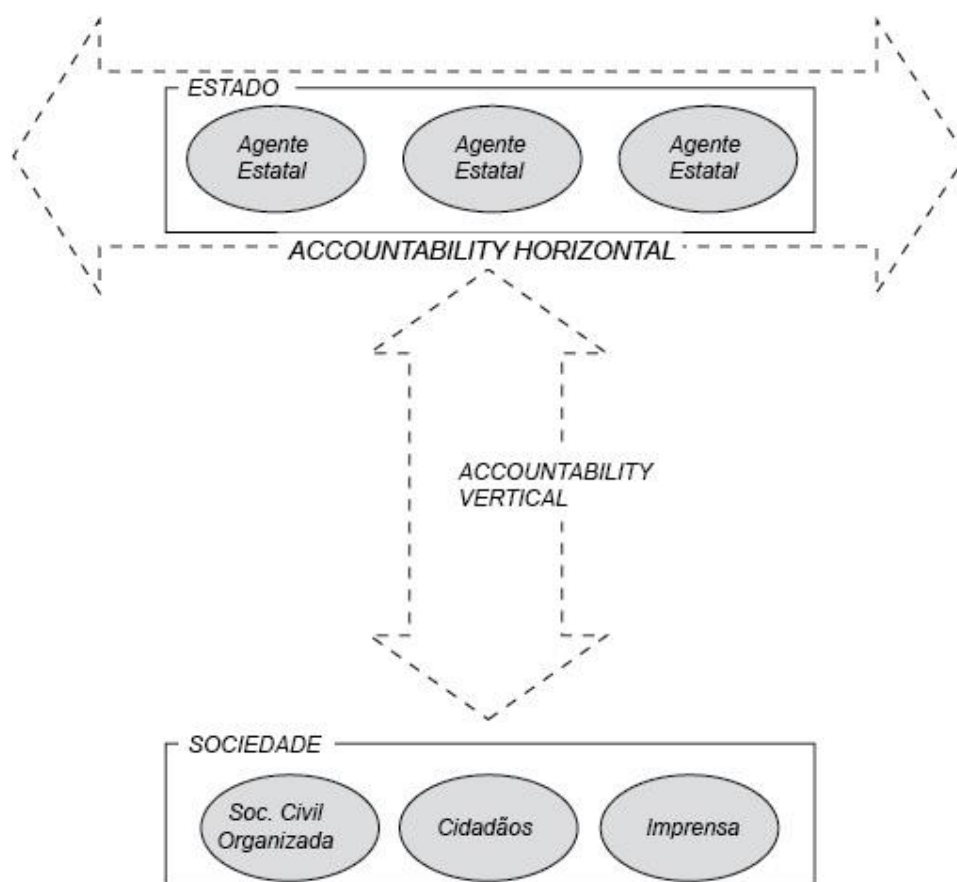 ESTADO
Agente
Estatal
Agente
Estatal
Agente
Estatal
ACCOUNTABILITY HORIZONTAL
ACCOUNTABILITY
VERTICAL
SOCIEDADE
Soc. Civil
Organizada
Cidadãos
Imprensa